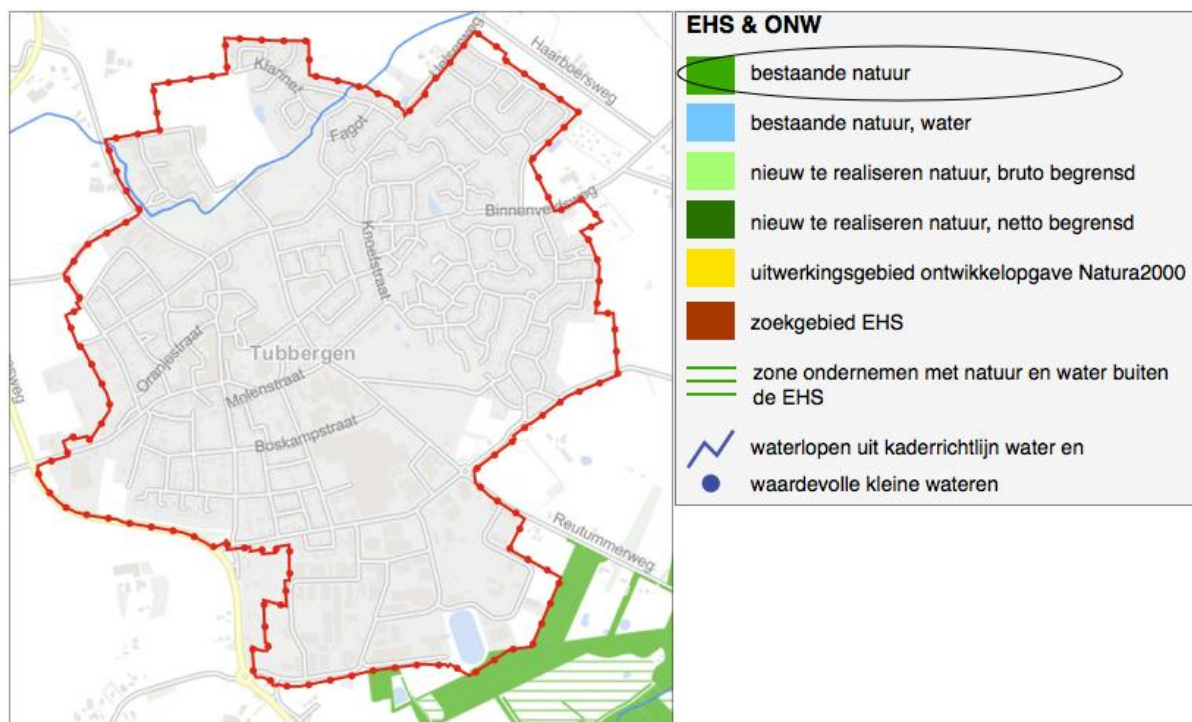 Klarinet
Fagot
Haarboersweg
Binnenveldsweg
Knoefstraat
Oranjestraat
Tubbergen
Molenstraat
Boskampstraat
Reutummerweg
EHS & ONW
bestaande natuur
bestaande natuur, water
nieuw te realiseren natuur, bruto begrensd
nieuw te realiseren natuur, netto begrensd
uitwerkingsgebied ontwikkelopgave Natura2000
zoekgebied EHS
zone ondernemen met natuur en water buiten
de EHS
waterlopen uit kaderrichtlijn water en
waardevolle kleine wateren